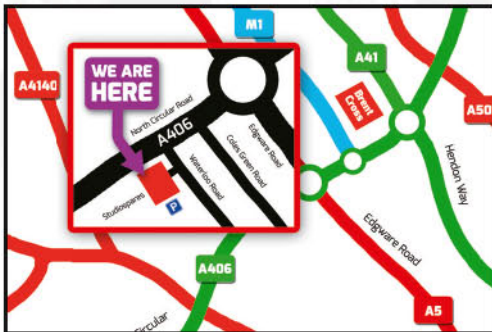 M1
A41
A4140
WE ARE
HERE
Brent
Cross
A50
North Circular Road
A406
Edgware Road
Coles Green Road
Waterloo Road
Hendon Way
Studiospares
P
Edgware Road
A406
A5
Circular